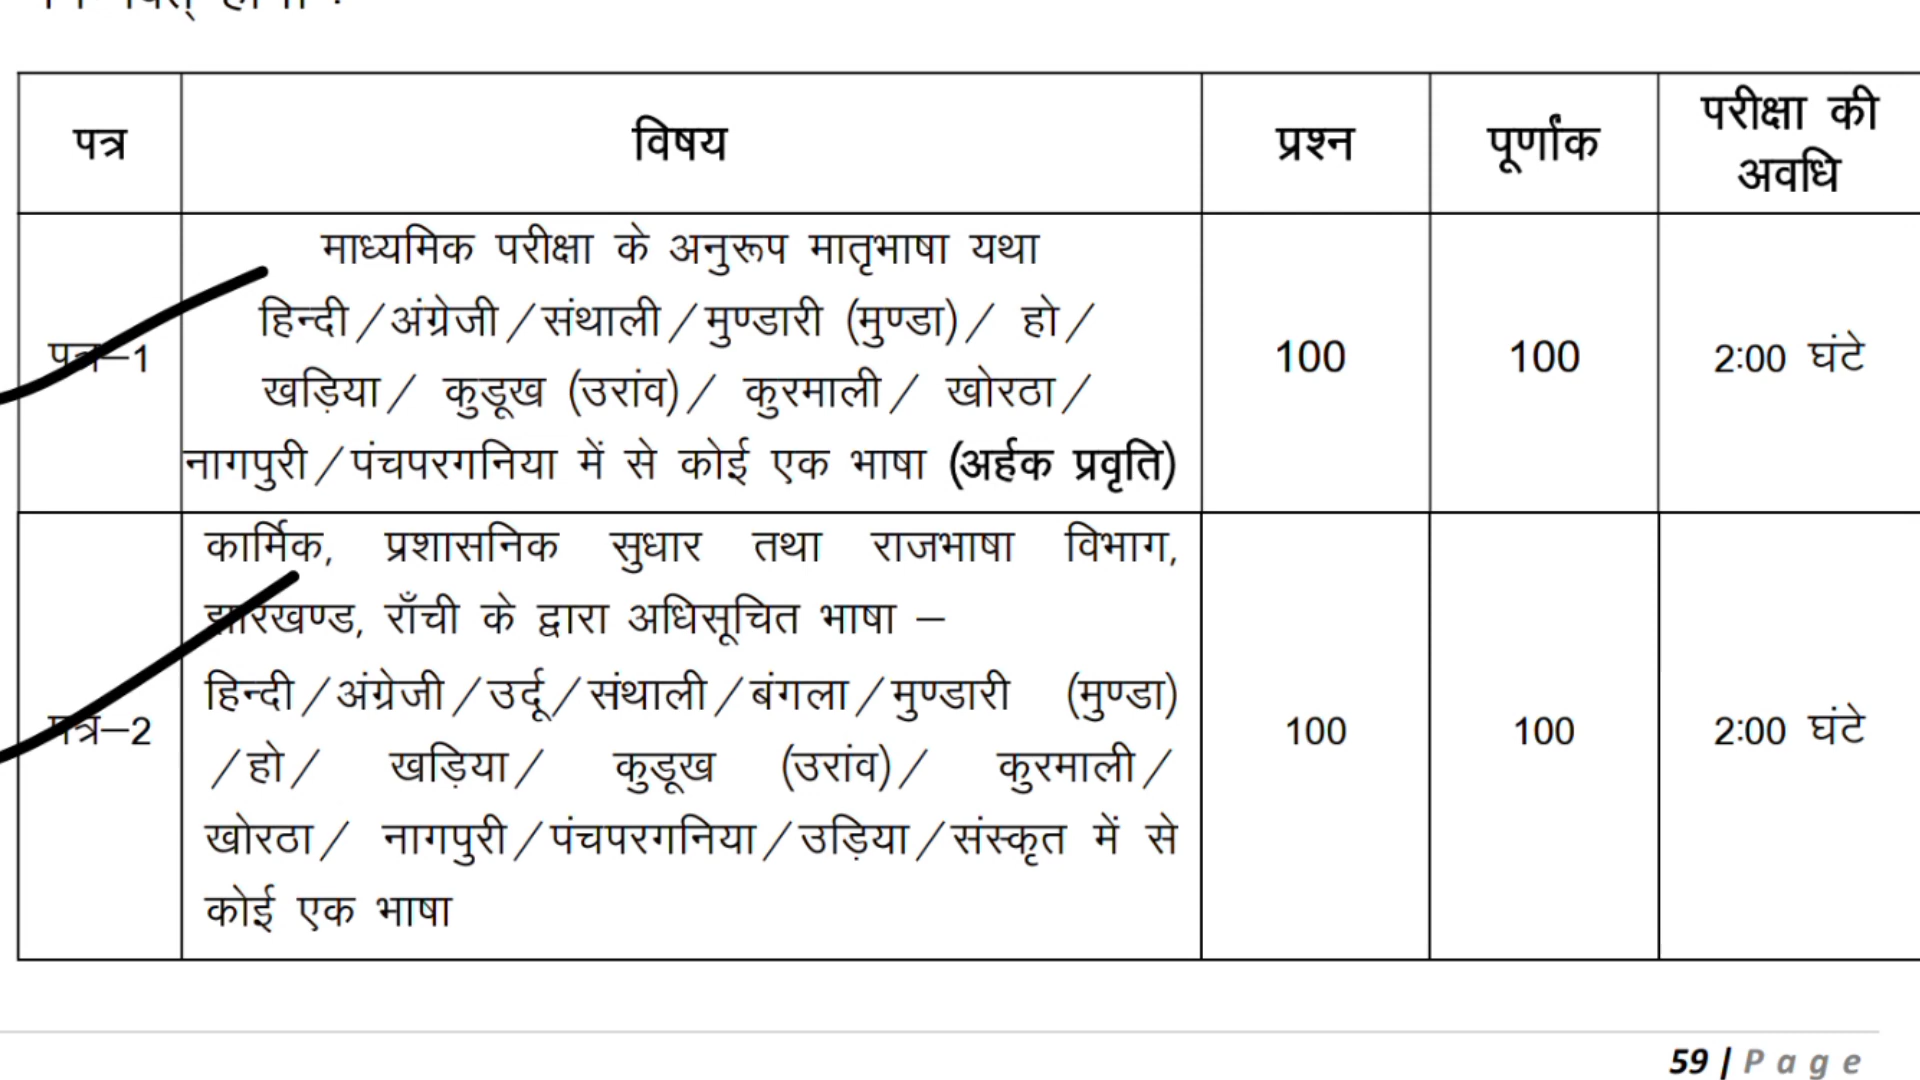 पत्र विषय प्रश्न पूर्णांक परीक्षा की अवधि
माध्यमिक परीक्षा के अनुरूप मातृभाषा यथा
हिन्दी/अंग्रेजी/संथाली/मुण्डारी (मुण्डा)/ हो/
पत्र–1 खड़िया/ कुडूख (उरांव)/ कुरमाली/ खोरठा/ 100 100 2:00 घंटे
नागपुरी/पंचपरगनिया में से कोई एक भाषा (अर्हक प्रवृति)
कार्मिक, प्रशासनिक सुधार तथा राजभाषा विभाग,
झारखण्ड, राँची के द्वारा अधिसूचित भाषा –
हिन्दी/अंग्रेजी/उर्दू/संथाली/बंगला/मुण्डारी (मुण्डा)
पत्र–2 /हो/ खड़िया/ कुडूख (उरांव)/ कुरमाली/ 100 100 2:00 घंटे
खोरठा/ नागपुरी/पंचपरगनिया/उड़िया/संस्कृत में से
कोई एक भाषा
59 | Page